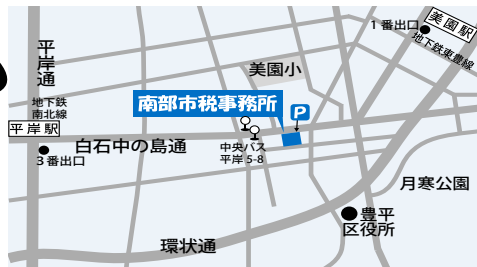 平岸通
地下鉄
南北線
平岸駅
3番出口
白石中の島通
南部市税事務所
美園小
P
中央バス
平岸5-8
1番出口
美園駅
地下鉄東豊線
月寒公園
豊平
区役所
環状通